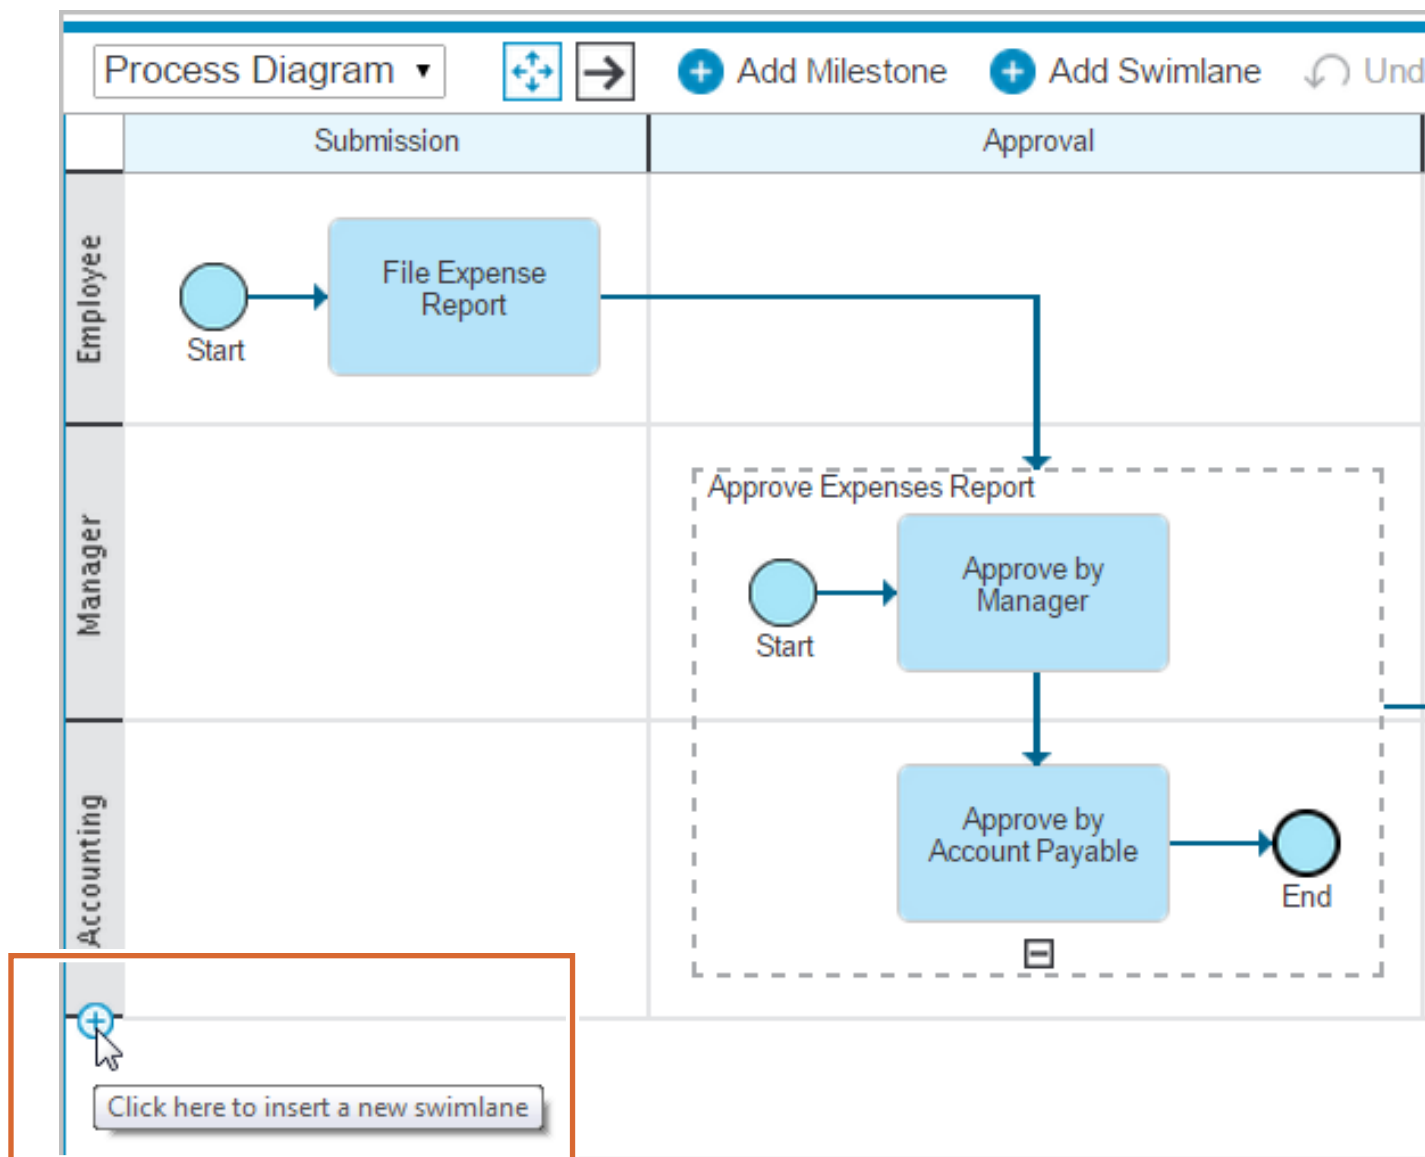 Process Diagram
Add Milestone
Add Swimlane
Und
Submission
Approval
Employee
File Expense
Report
Start
Manager
Approve Expenses Report
Approve by
Manager
Start
Accounting
Approve by
Account Payable
End
Click here to insert a new swimlane